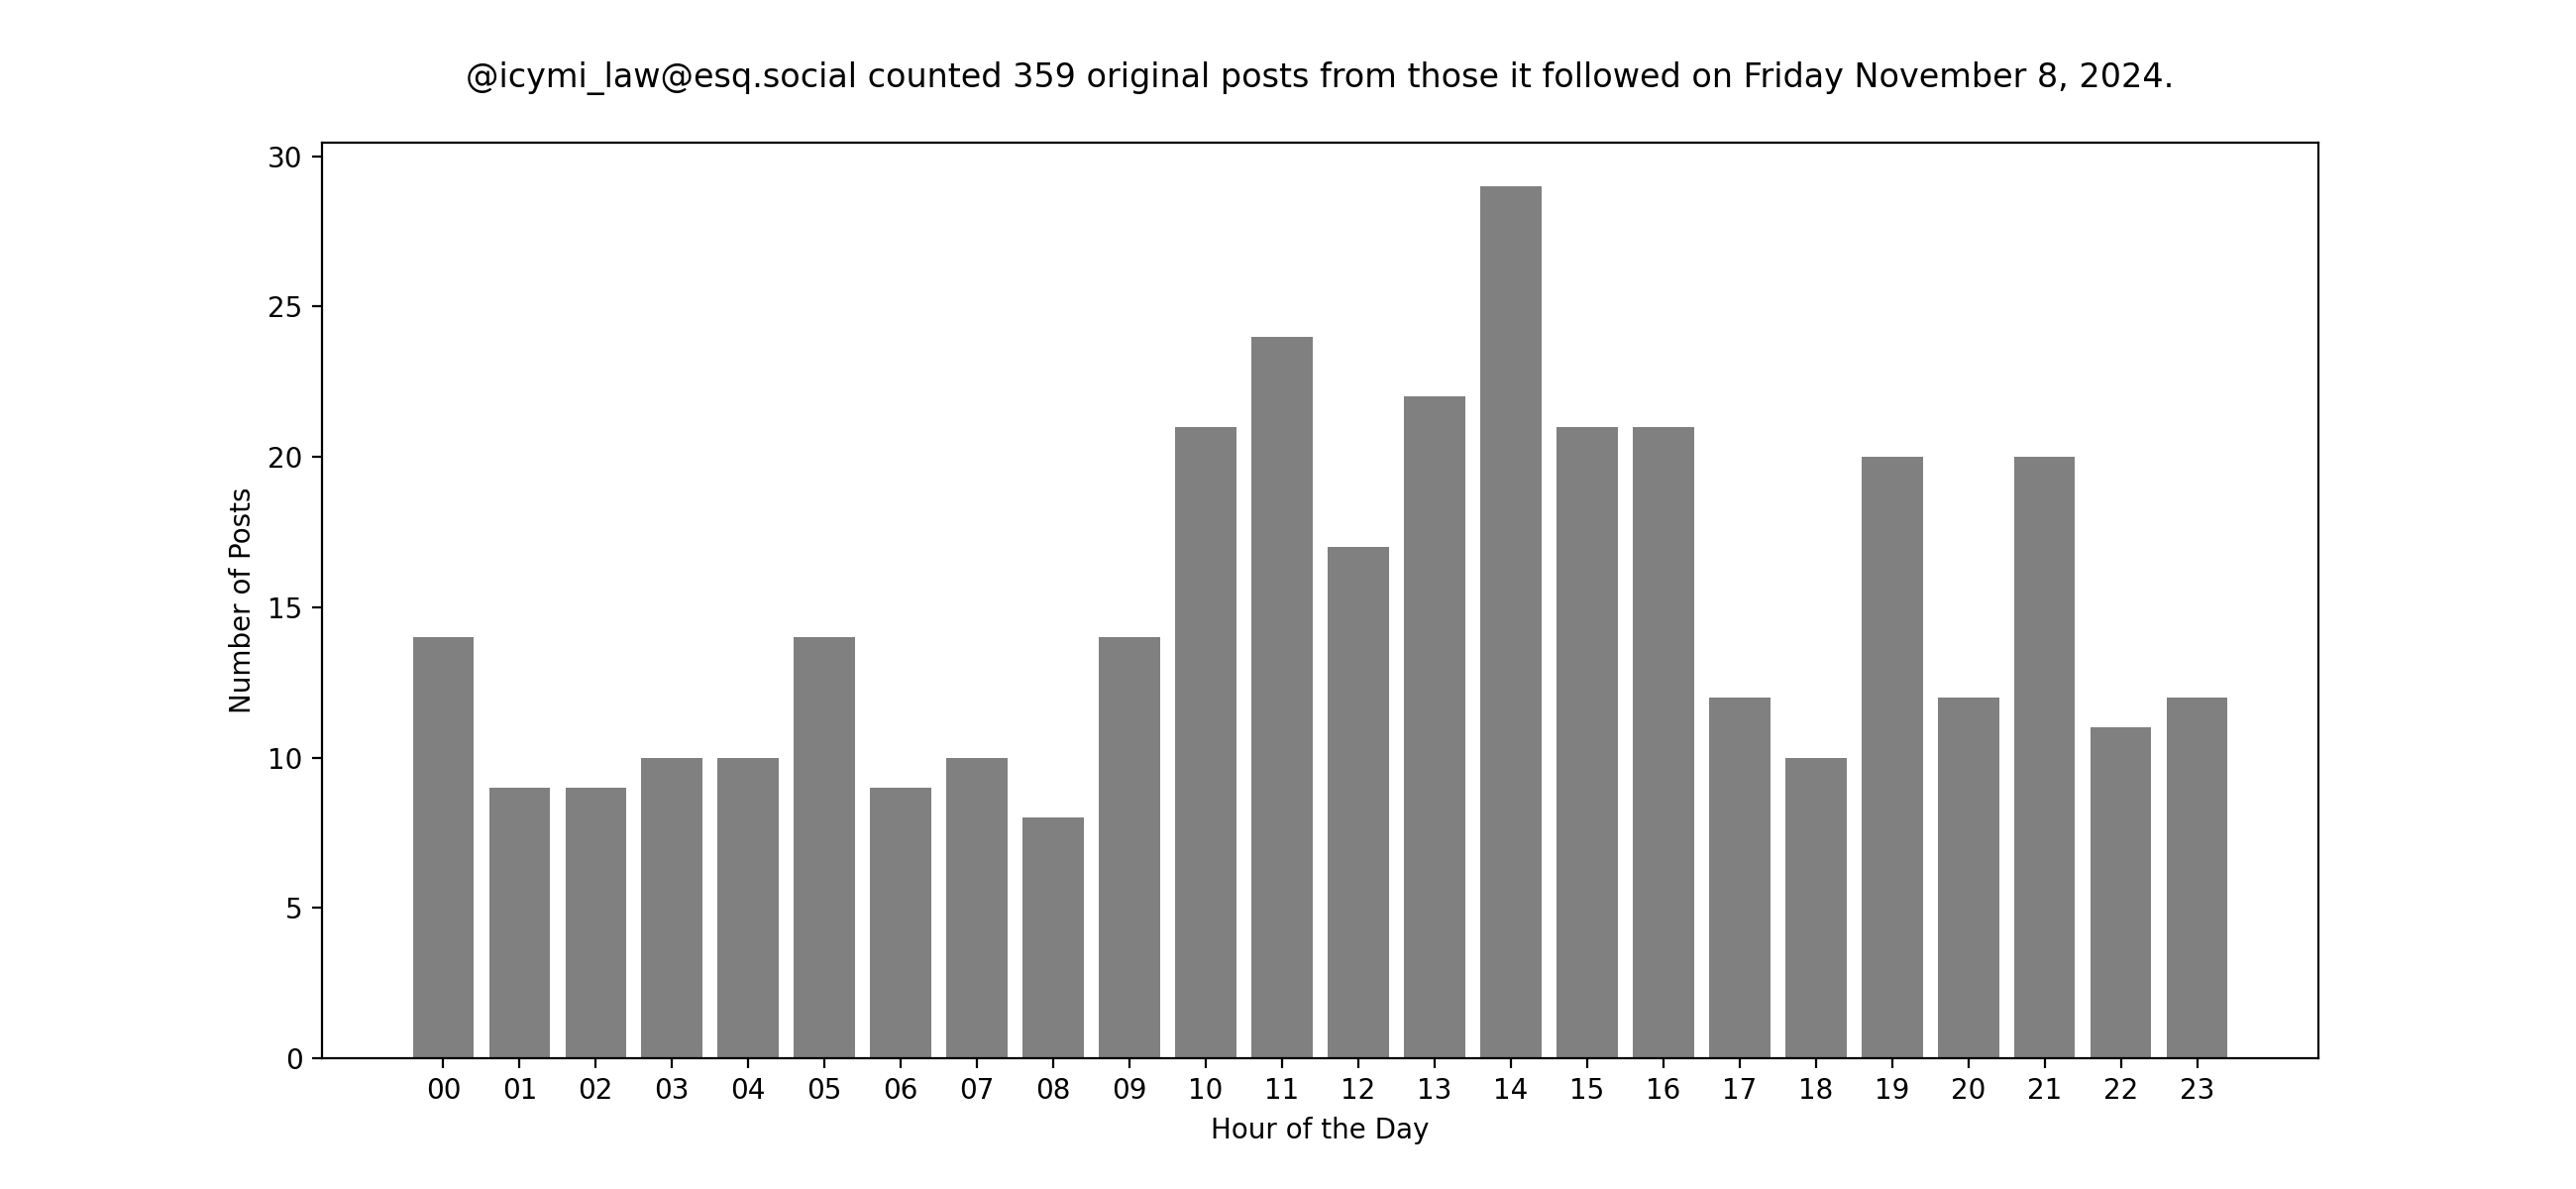 @icymi_law@esq.social counted 359 original posts from those it followed on Friday November 8, 2024.
30
25
20
15
10
5
0
Number of Posts
00 01 02 03 04 05 06 07 08 09 10 11 12 13 14 15 16 17 18 19 20 21 22 23
Hour of the Day